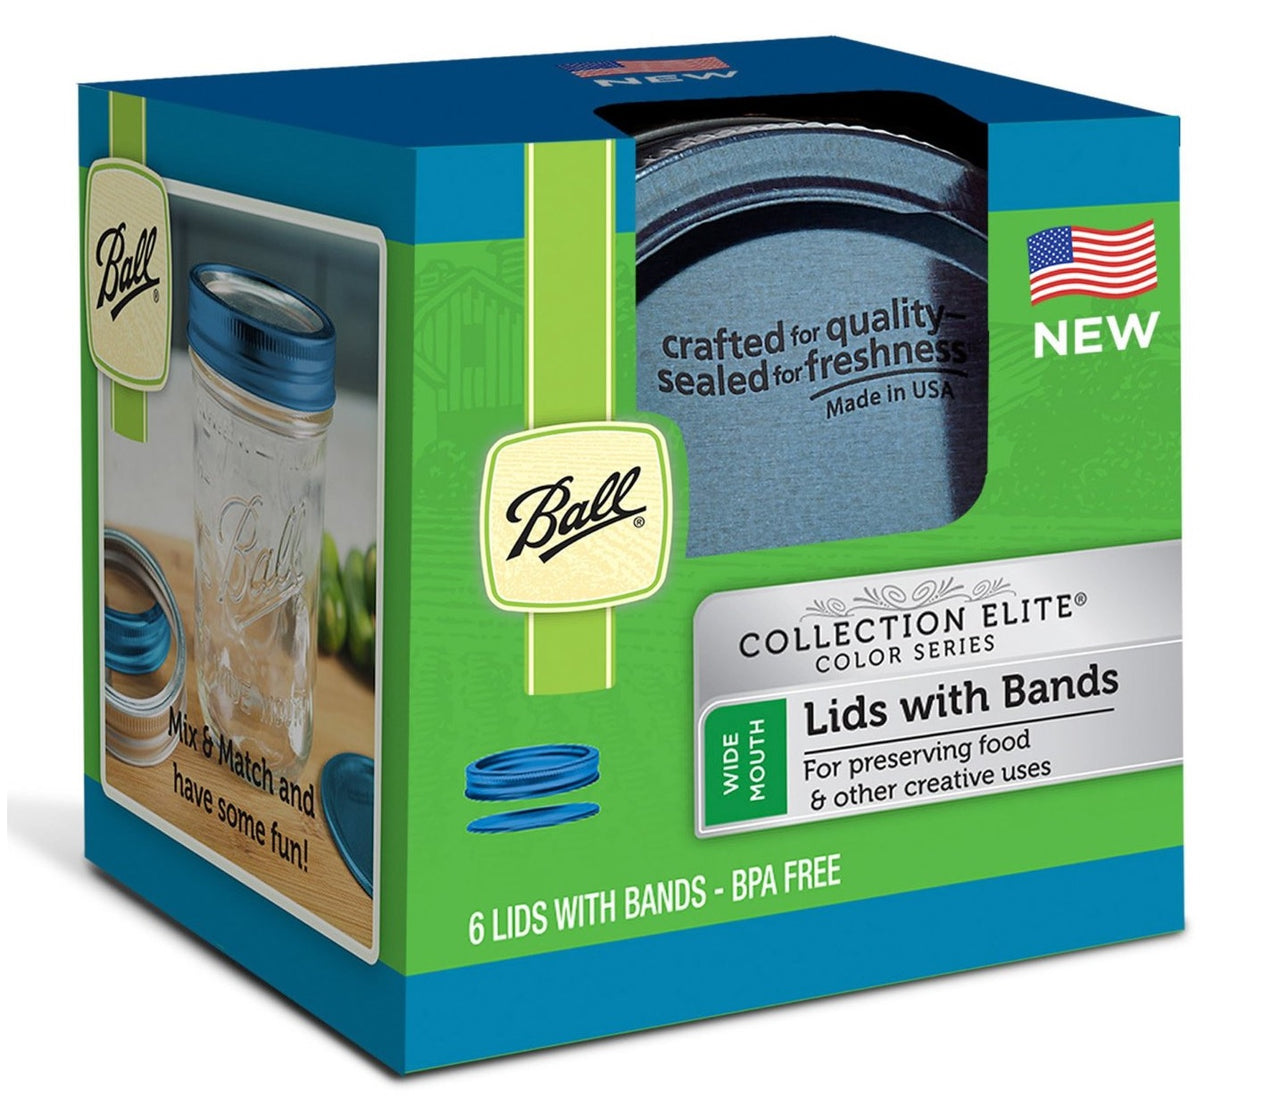 NEW
Ball®
crafted for quality—
sealed for freshness
Made in USA
NEW
Ball®
Ball
Mix & Match and
have some fun!
Ball®
COLLECTION ELITE®
COLOR SERIES
WIDE
MOUTH
Lids with Bands
For preserving food
& other creative uses
6 LIDS WITH BANDS - BPA FREE